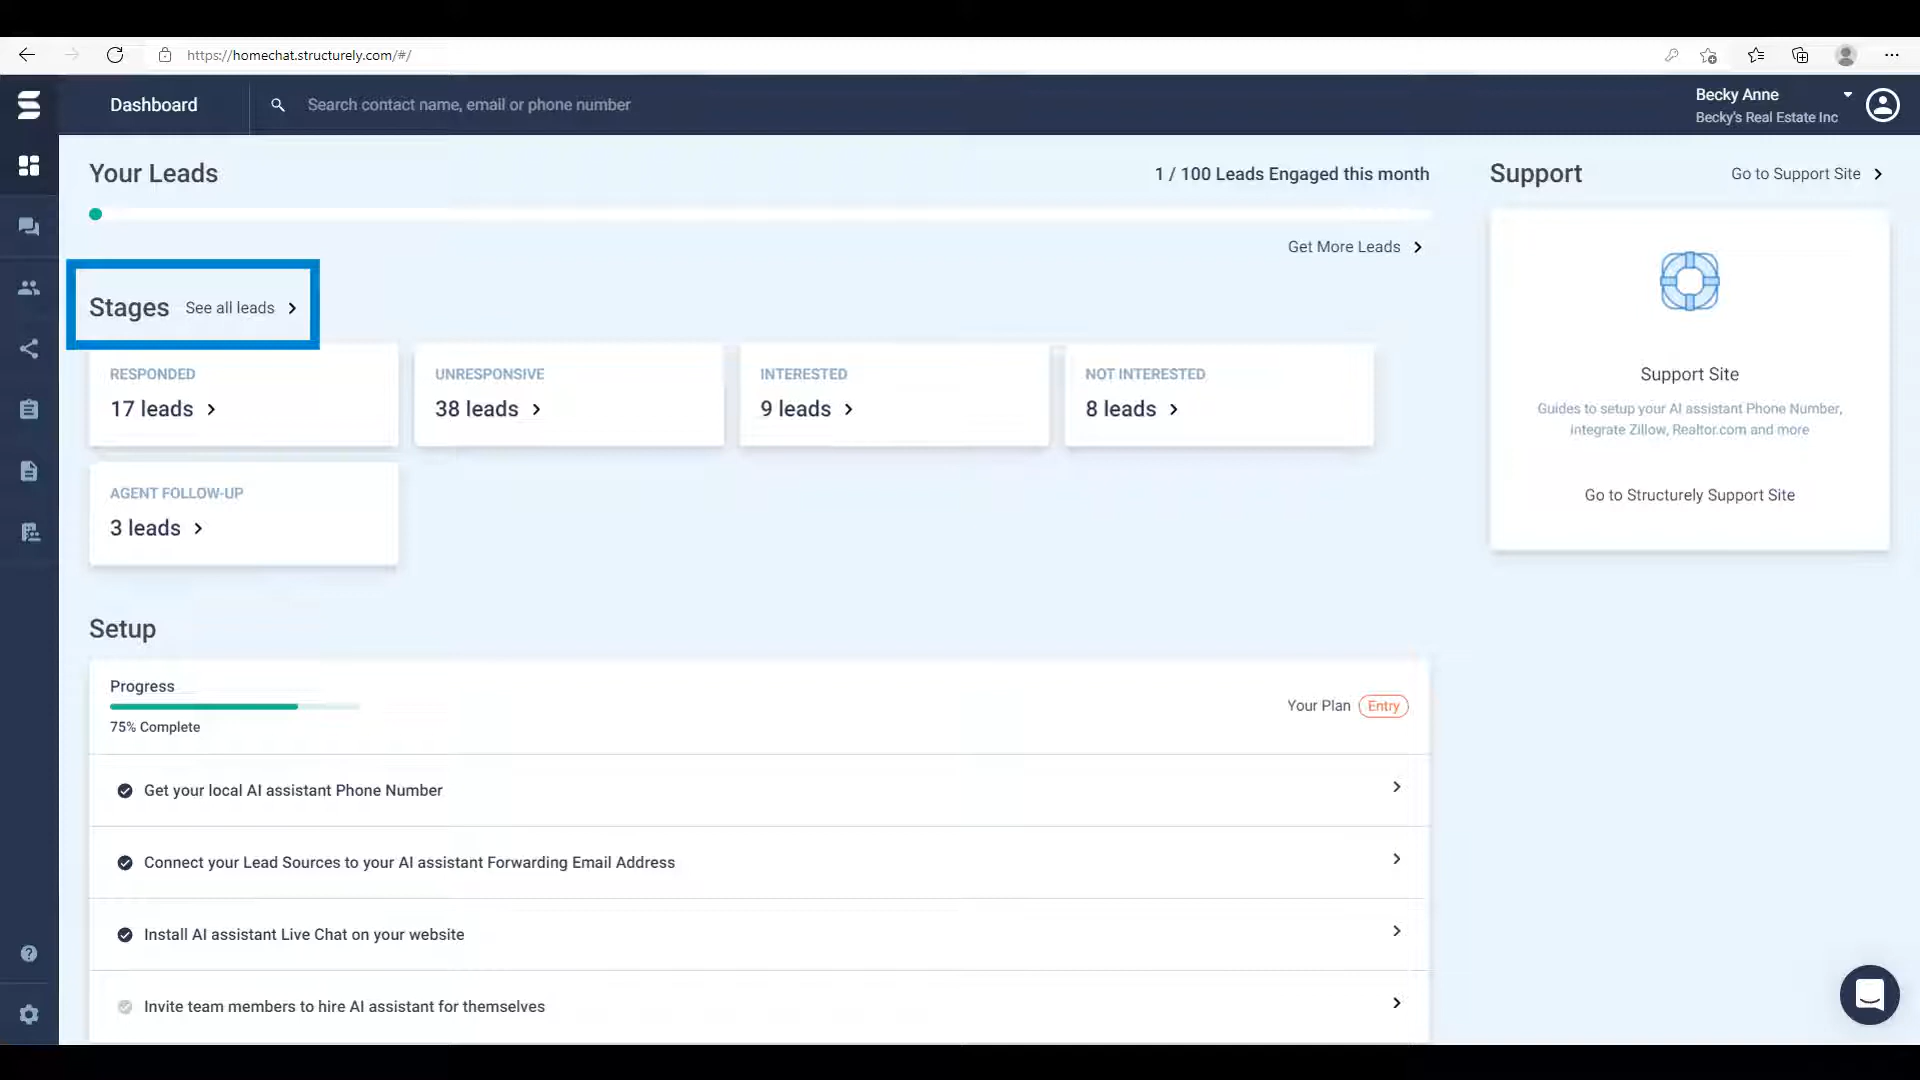 https://homechat.structurely.com/#/
Dashboard
Search contact name, email or phone number
Becky Anne
Becky's Real Estate Inc
Your Leads
1 / 100 Leads Engaged this month
Get More Leads
Stages See all leads
RESPONDED
17 leads
UNRESPONSIVE
38 leads
INTERESTED
9 leads
NOT INTERESTED
8 leads
AGENT FOLLOW-UP
3 leads
Setup
Progress
75% Complete
Your Plan Entry
Get your local AI assistant Phone Number
Connect your Lead Sources to your AI assistant Forwarding Email Address
Install AI assistant Live Chat on your website
Invite team members to hire AI assistant for themselves
Support
Go to Support Site
Support Site
Guides to setup your AI assistant Phone Number,
integrate Zillow, Realtor.com and more
Go to Structurely Support Site